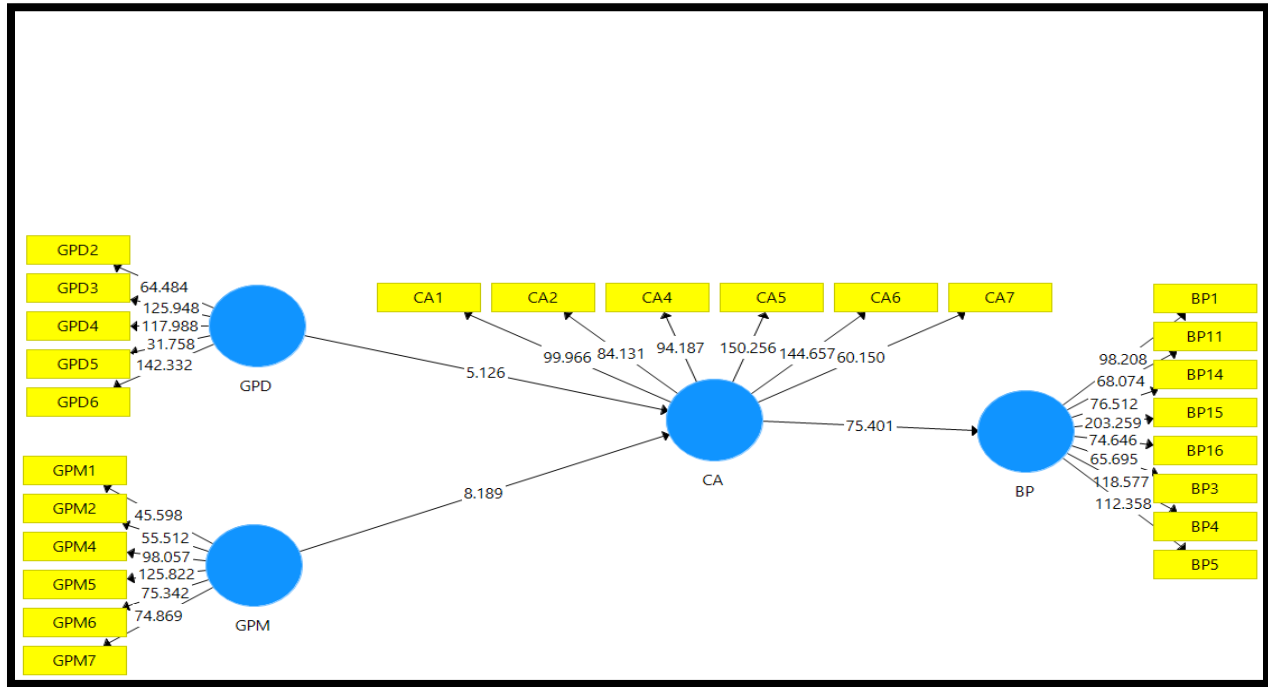 GPD2
GPD3
GPD4
GPD5
GPD6
64.484
125.948
117.988
31.758
142.332
GPD
GPM1
GPM2
GPM4
GPM5
GPM6
GPM7
45.598
55.512
98.057
125.822
75.342
74.869
GPM
5.126
8.189
CA1
CA2
CA4
CA5
CA6
CA7
99.966
84.131
94.187
150.256
144.657
60.150
CA
75.401
BP
98.208
68.074
76.512
203.259
74.646
65.695
118.577
112.358
BP1
BP11
BP14
BP15
BP16
BP3
BP4
BP5